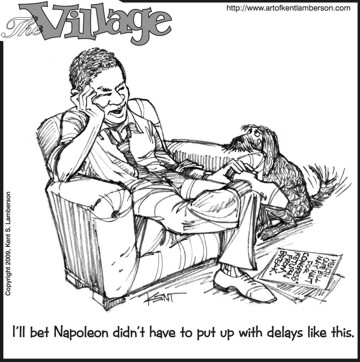 http://www.artofkentlamberson.com
The Village
Copyright 2009, Kent S. Lamberson
KENT
I'll bet Napoleon didn't have to put up with delays like this.